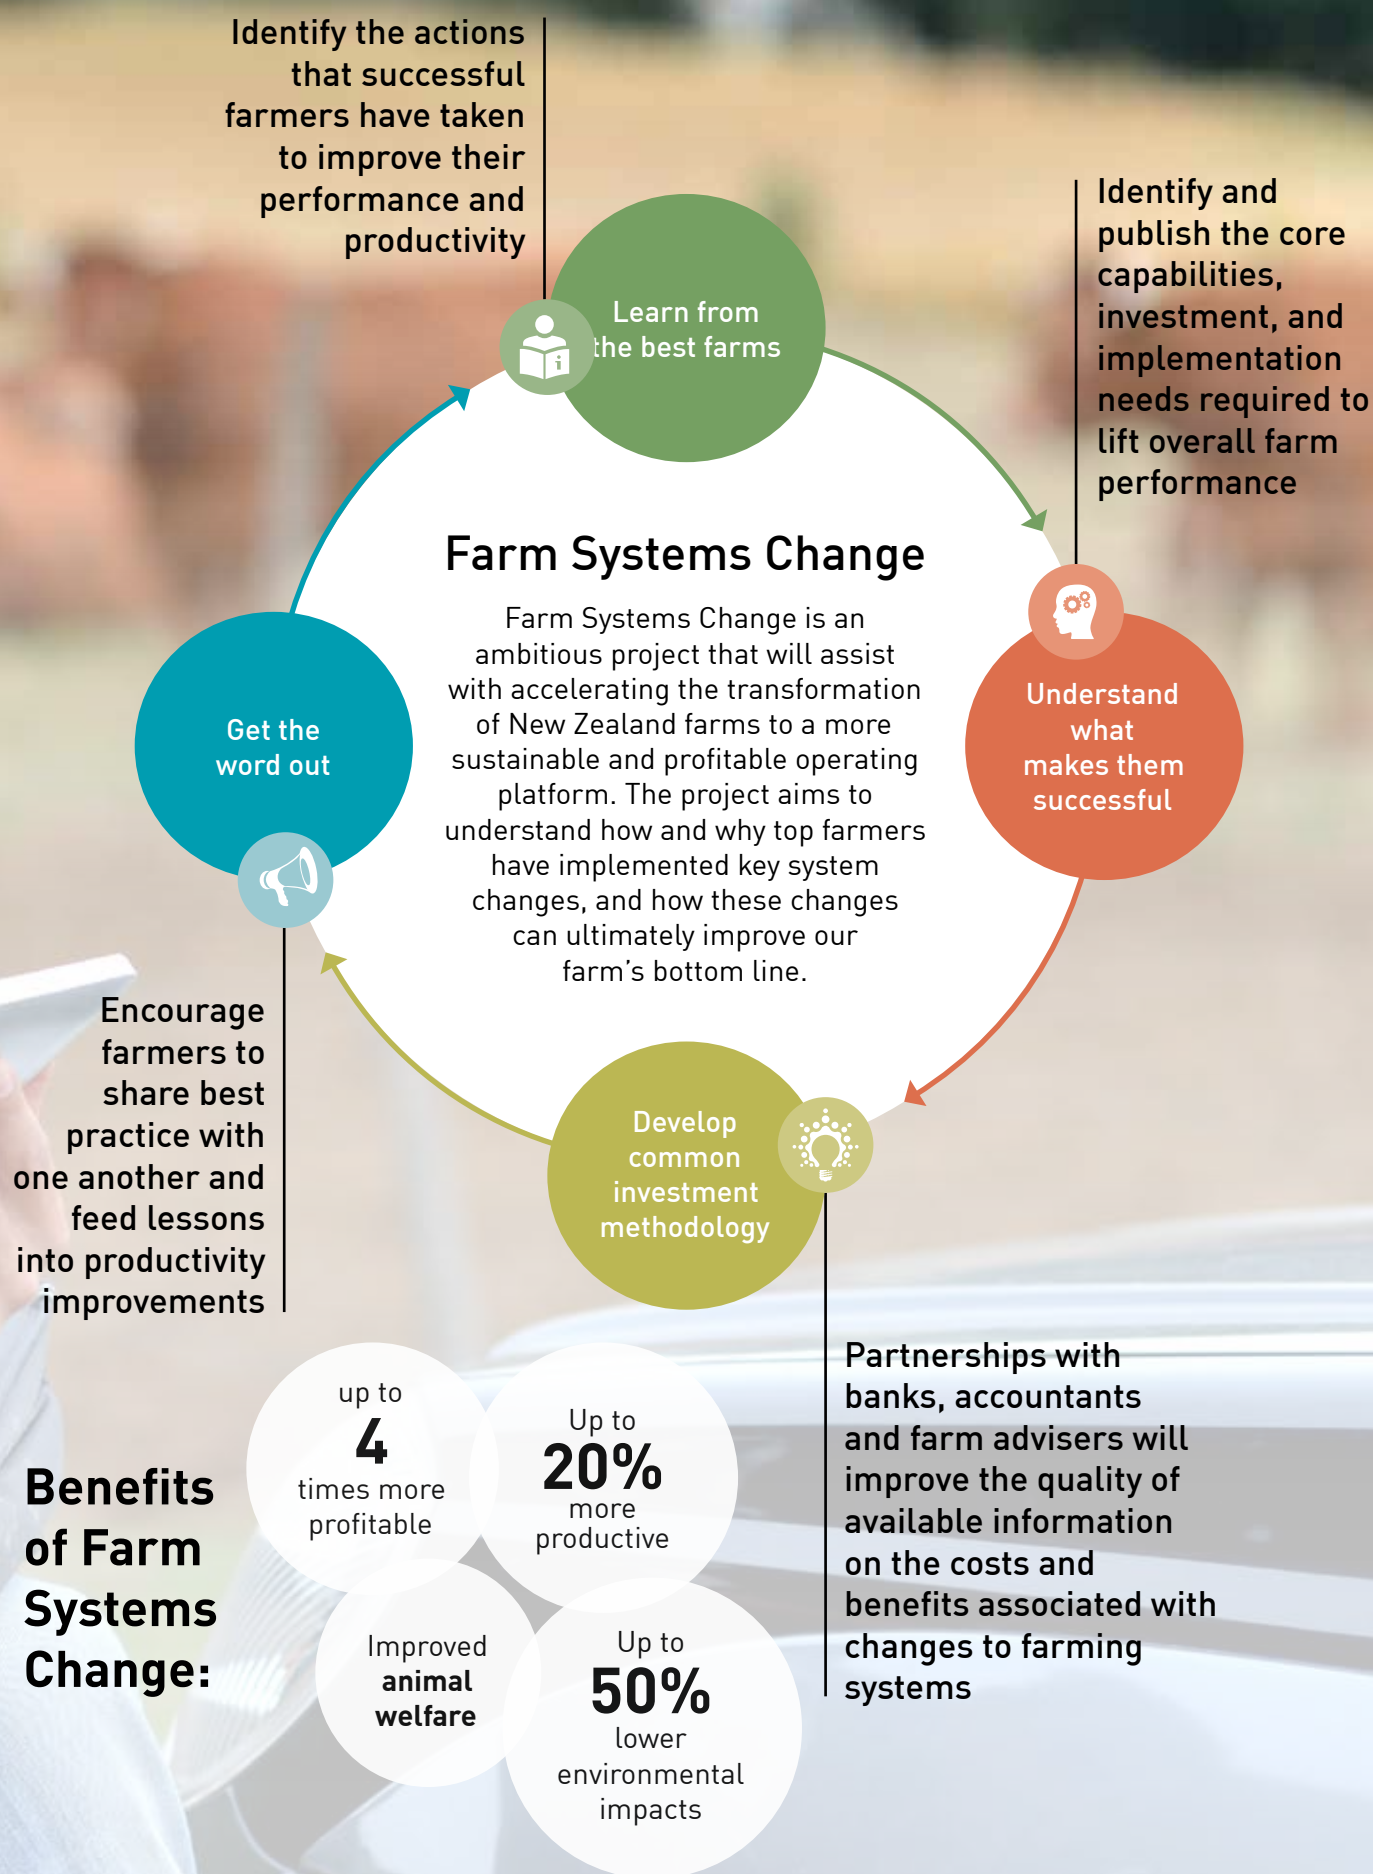 Identify the actions
that successful
farmers have taken
to improve their
performance and
productivity
Learn from
the best farms
Identify and
publish the core
capabilities,
investment, and
implementation
needs required to
lift overall farm
performance
Understand
what
makes them
successful
Farm Systems Change
Farm Systems Change is an
ambitious project that will assist
with accelerating the transformation
of New Zealand farms to a more
sustainable and profitable operating
platform. The project aims to
understand how and why top farmers
have implemented key system
changes, and how these changes
can ultimately improve our
farm’s bottom line.
Get the
word out
Encourage
farmers to
share best
practice with
one another and
feed lessons
into productivity
improvements
Develop
common
investment
methodology
Partnerships with
banks, accountants
and farm advisers will
improve the quality of
available information
on the costs and
benefits associated with
changes to farming
systems
Benefits
of Farm
Systems
Change:
up to
4
times more
profitable
Up to
20%
more
productive
Improved
animal
welfare
Up to
50%
lower
environmental
impacts